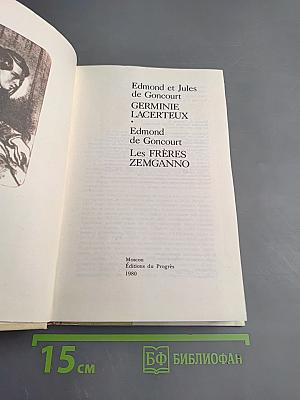 Edmond et Jules
de Goncourt
GERMINIE
LACERTEUX
•
Edmond
de Goncourt
Les FRÈRES
ZEMGANNO
Moscou
Éditions du Progrès
1980
15 см
БФ БИБЛИОФАН